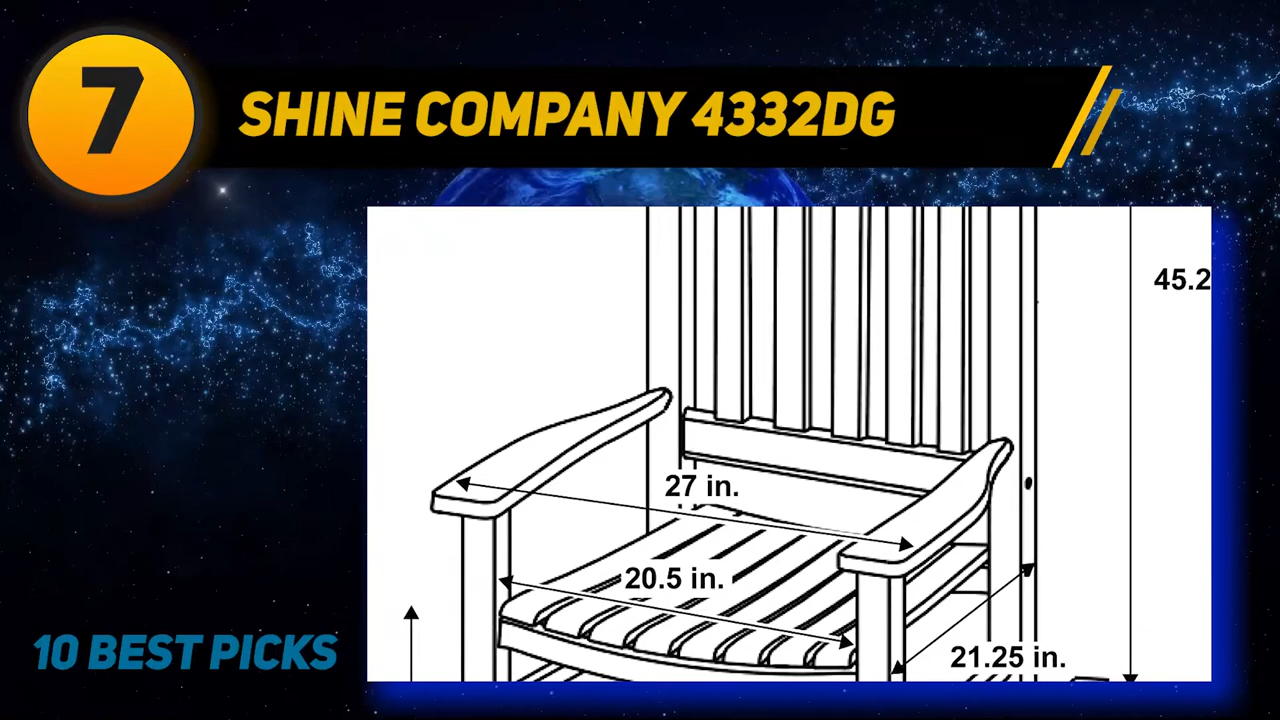 7
SHINE COMPANY 4332DG
45.2
27 in.
20.5 in.
21.25 in.
10 BEST PICKS